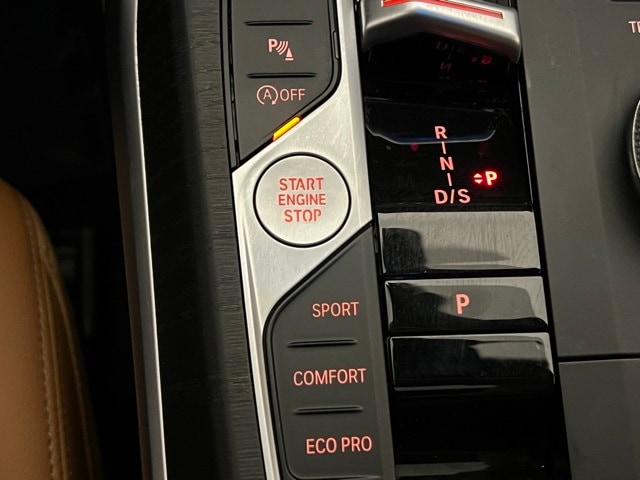 P
OFF
START
ENGINE
STOP
R
N
D/S
P
P
SPORT
COMFORT
ECO PRO